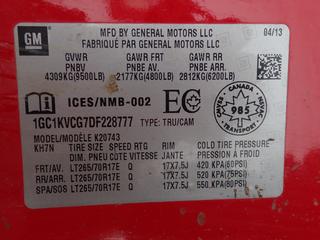 GM
MFD BY GENERAL MOTORS LLC
FABRIQUÉ PAR GENERAL MOTORS LLC
04/13
GVWR GAWR FRT GAWR RR
PNBV PNBE AV. PNBE ARR.
4309KG(9500LB) 2177KG(4800LB) 2812KG(6200LB)
ICES/NMB-002
EC
CANADA
985
1GC1KVCG7DF228777 TYPE: TRU/CAM
MODEL/MODÈLE K20743
KH7N TIRE SIZE SPEED RTG RIM COLD TIRE PRESSURE
DIM PNEU CÔTE VITESSE JANTE PRESSION À FROID
FRT/AV. LT265/70R17E Q 17X7.5J 420 KPA(60PSI)
RR/ARR. LT265/70R17E Q 17X7.5J 520 KPA(75PSI)
SPA/SOS LT265/70R17E Q 17X7.5J 550 KPA(80PSI)